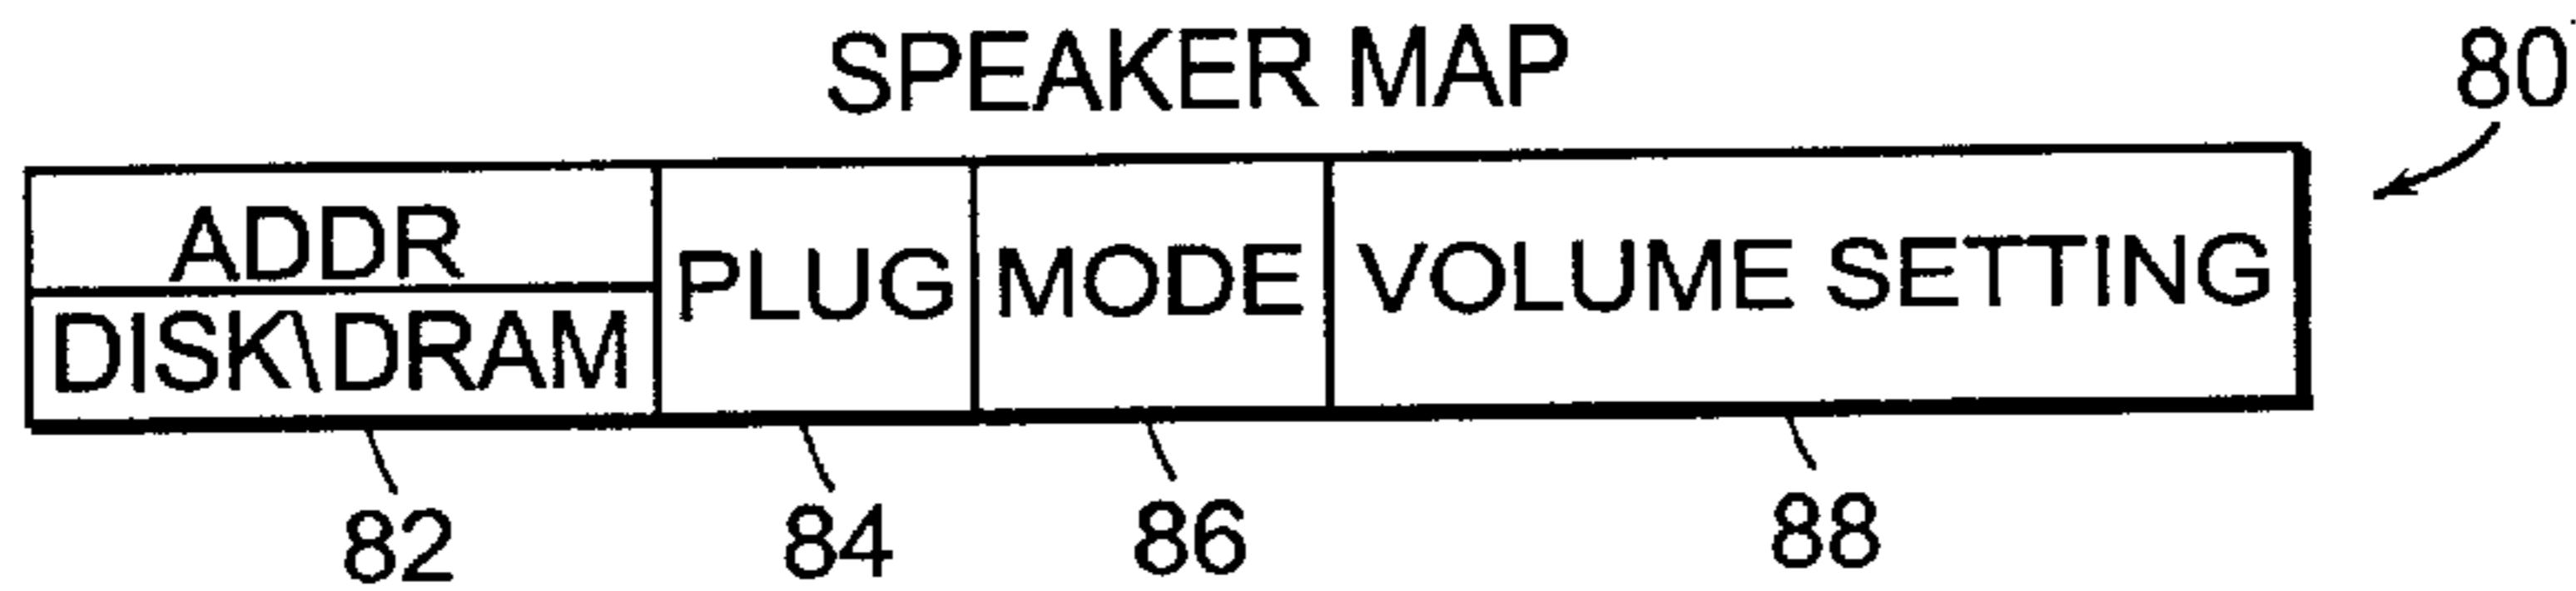 SPEAKER MAP
80
ADDR
DISK\DRAM
PLUG
MODE
VOLUME SETTING
82
84
86
88